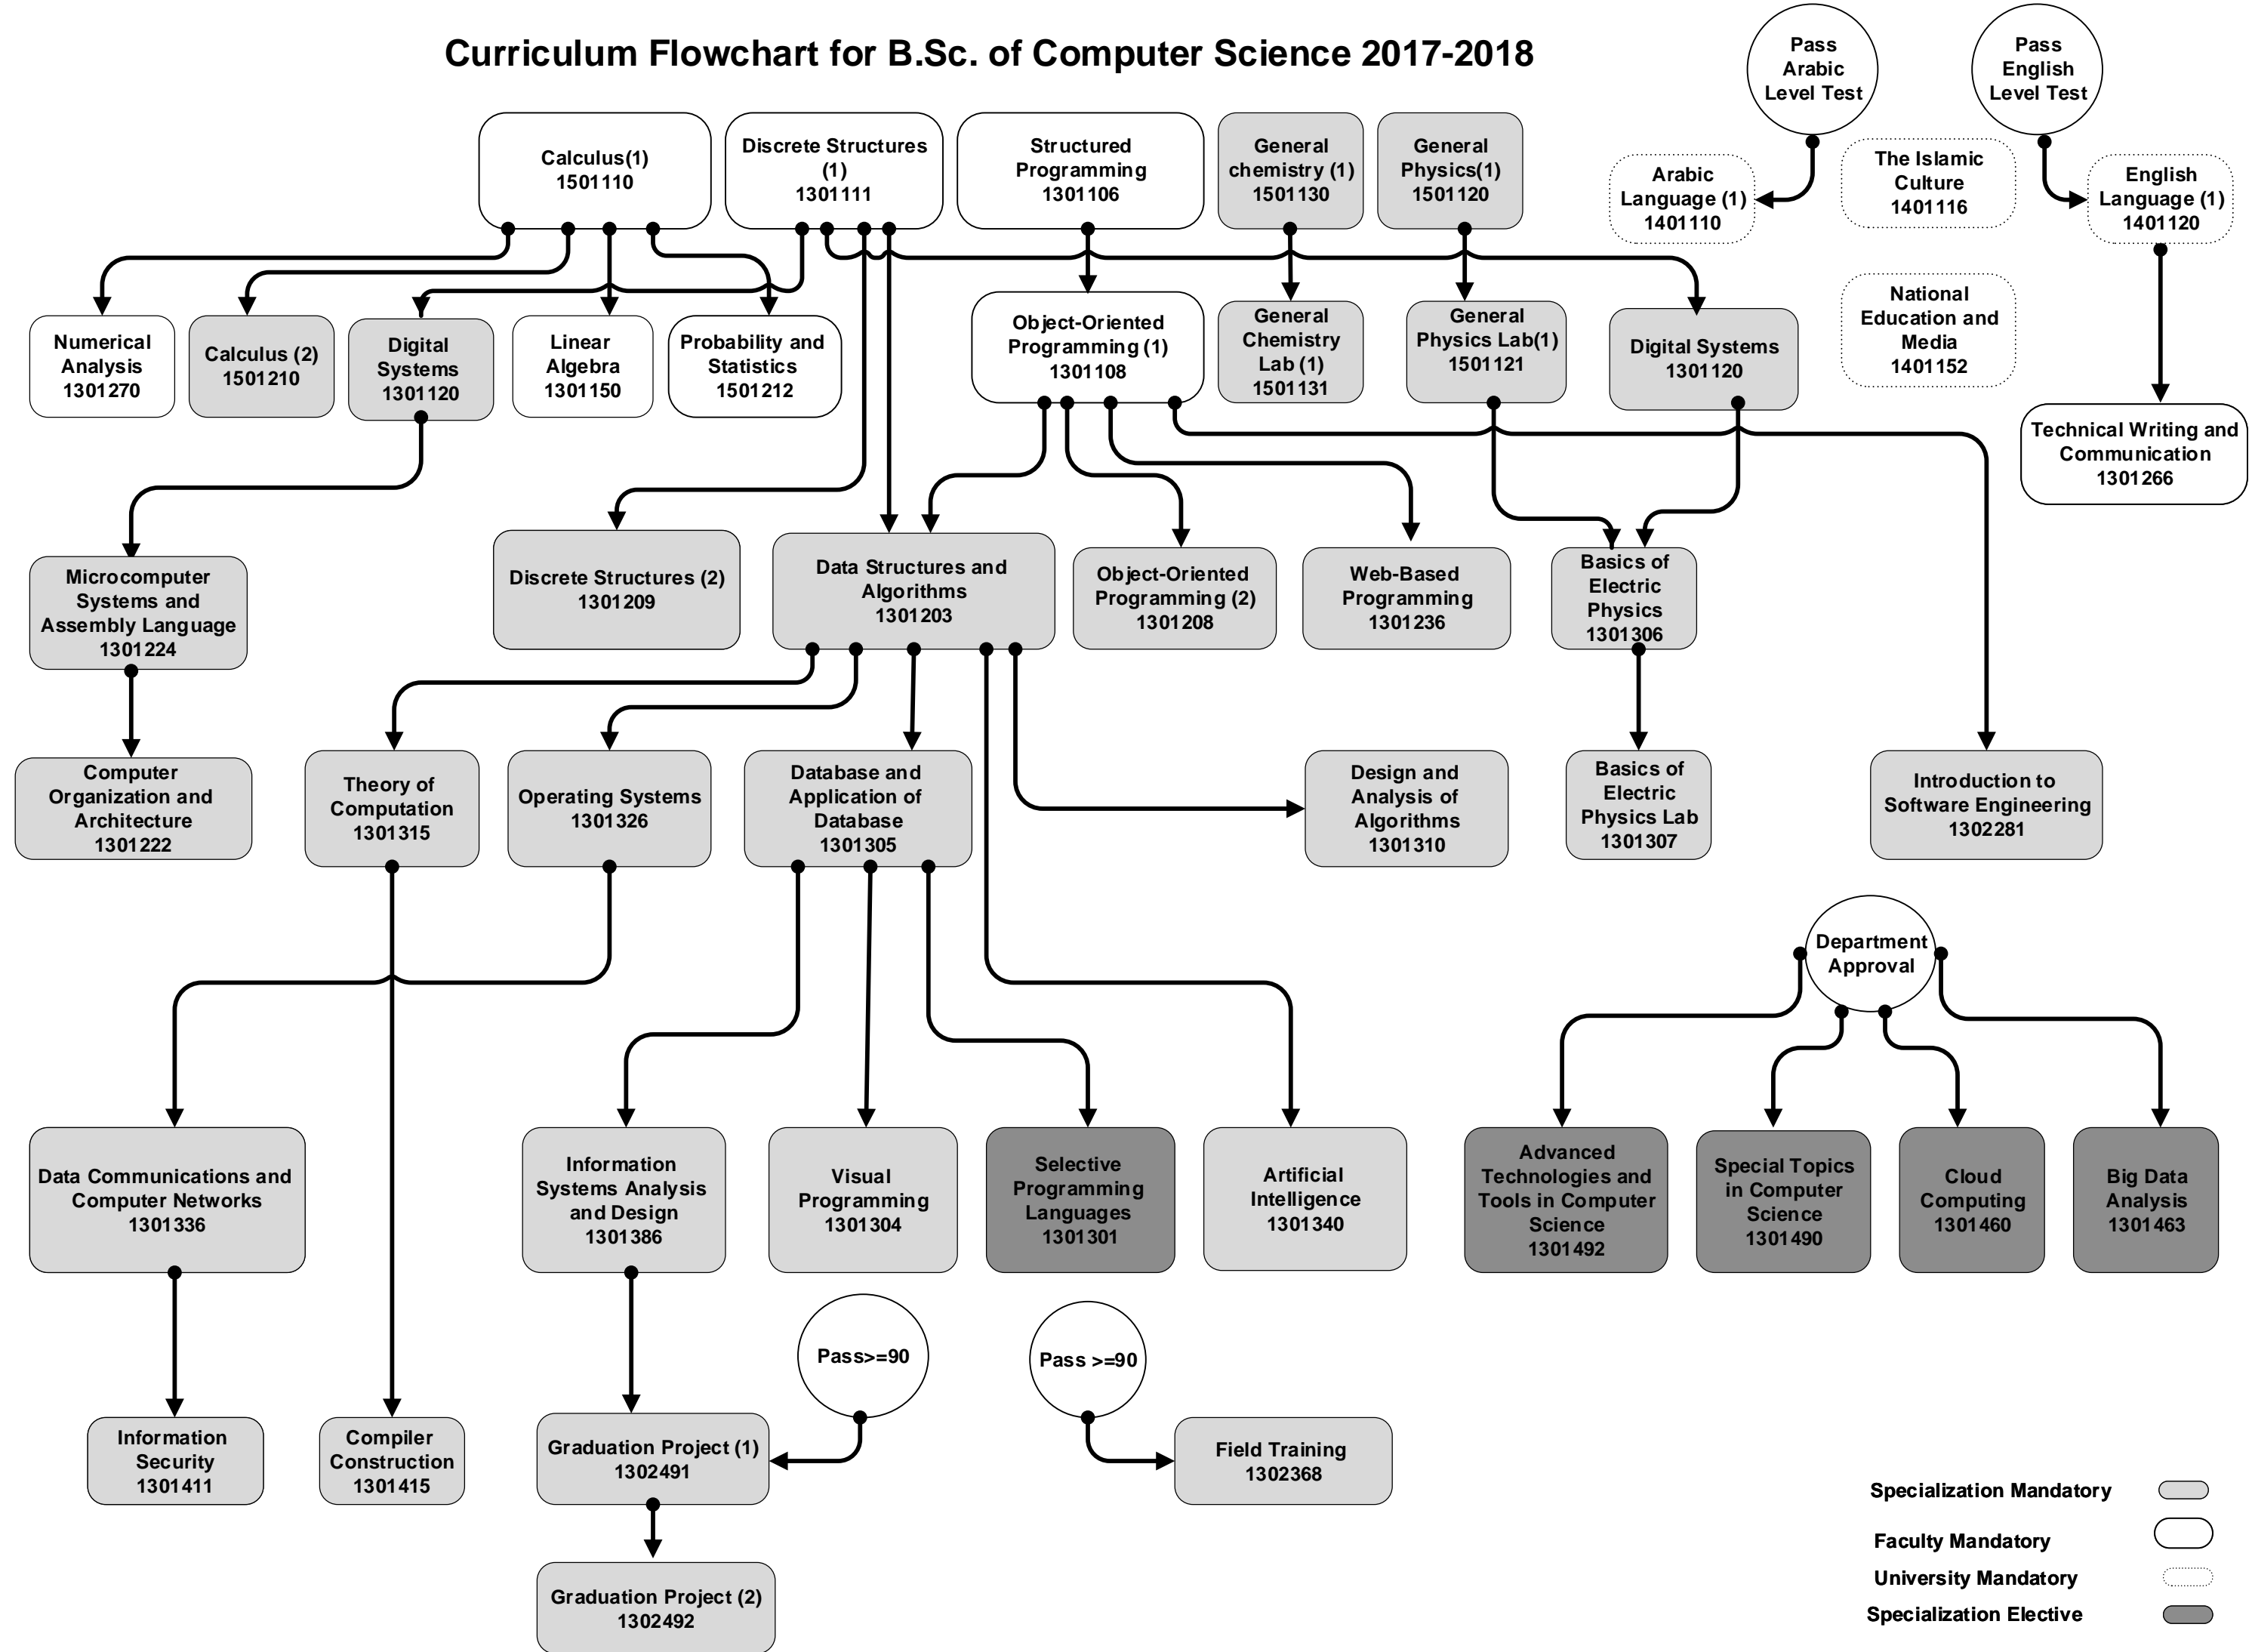 Curriculum Flowchart for B.Sc. of Computer Science 2017-2018
Pass
Arabic
Level Test
Pass
English
Level Test
Calculus(1)
1501110
Discrete Structures
(1)
1301111
Structured
Programming
1301106
General
chemistry (1)
1501130
General
Physics(1)
1501120
Arabic
Language (1)
1401110
The Islamic
Culture
1401116
English
Language (1)
1401120
National
Education and
Media
1401152
Numerical
Analysis
1301270
Calculus (2)
1501210
Digital
Systems
1301120
Linear
Algebra
1301150
Probability and
Statistics
1501212
Object-Oriented
Programming (1)
1301108
General
Chemistry
Lab (1)
1501131
General
Physics Lab(1)
1501121
Digital Systems
1301120
Technical Writing and
Communication
1301266
Microcomputer
Systems and
Assembly Language
1301224
Discrete Structures (2)
1301209
Data Structures and
Algorithms
1301203
Object-Oriented
Programming (2)
1301208
Web-Based
Programming
1301236
Basics of
Electric
Physics
1301306
Computer
Organization and
Architecture
1301222
Theory of
Computation
1301315
Operating Systems
1301326
Database and
Application of
Database
1301305
Design and
Analysis of
Algorithms
1301310
Basics of
Electric
Physics Lab
1301307
Introduction to
Software Engineering
1302281
Department
Approval
Data Communications and
Computer Networks
1301336
Information
Systems Analysis
and Design
1301386
Visual
Programming
1301304
Selective
Programming
Languages
1301301
Artificial
Intelligence
1301340
Advanced
Technologies and
Tools in Computer
Science
1301492
Special Topics
in Computer
Science
1301490
Cloud
Computing
1301460
Big Data
Analysis
1301463
Pass>=90
Pass >=90
Information
Security
1301411
Compiler
Construction
1301415
Graduation Project (1)
1302491
Field Training
1302368
Graduation Project (2)
1302492
Specialization Mandatory
Faculty Mandatory
University Mandatory
Specialization Elective